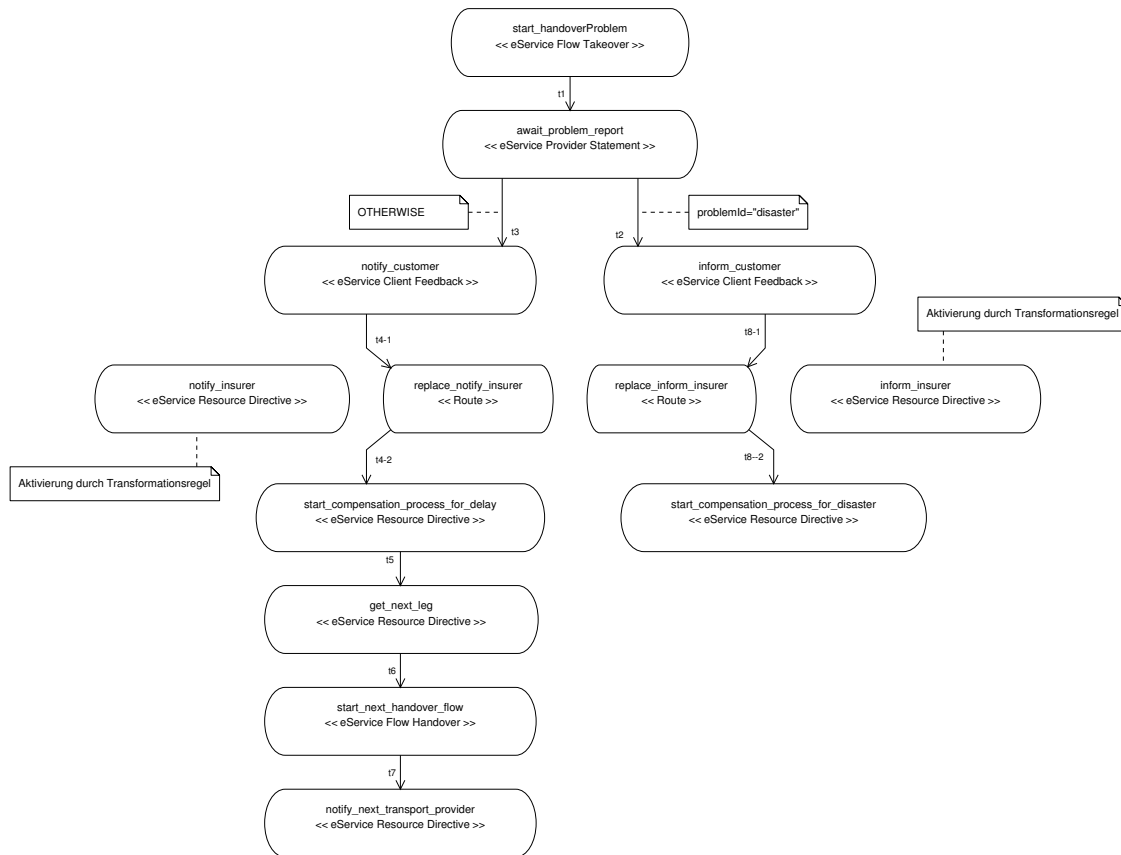 start_handoverProblem
<< eService Flow Takeover >>
t1
await_problem_report
<< eService Provider Statement >>
OTHERWISE
problemId="disaster"
t3
t2
notify_customer
<< eService Client Feedback >>
inform_customer
<< eService Client Feedback >>
Aktivierung durch Transformationsregel
t4-1
t8-1
notify_insurer
<< eService Resource Directive >>
replace_notify_insurer
<< Route >>
replace_inform_insurer
<< Route >>
inform_insurer
<< eService Resource Directive >>
t4-2
t8--2
Aktivierung durch Transformationsregel
start_compensation_process_for_delay
<< eService Resource Directive >>
start_compensation_process_for_disaster
<< eService Resource Directive >>
t5
get_next_leg
<< eService Resource Directive >>
t6
start_next_handover_flow
<< eService Flow Handover >>
t7
notify_next_transport_provider
<< eService Resource Directive >>